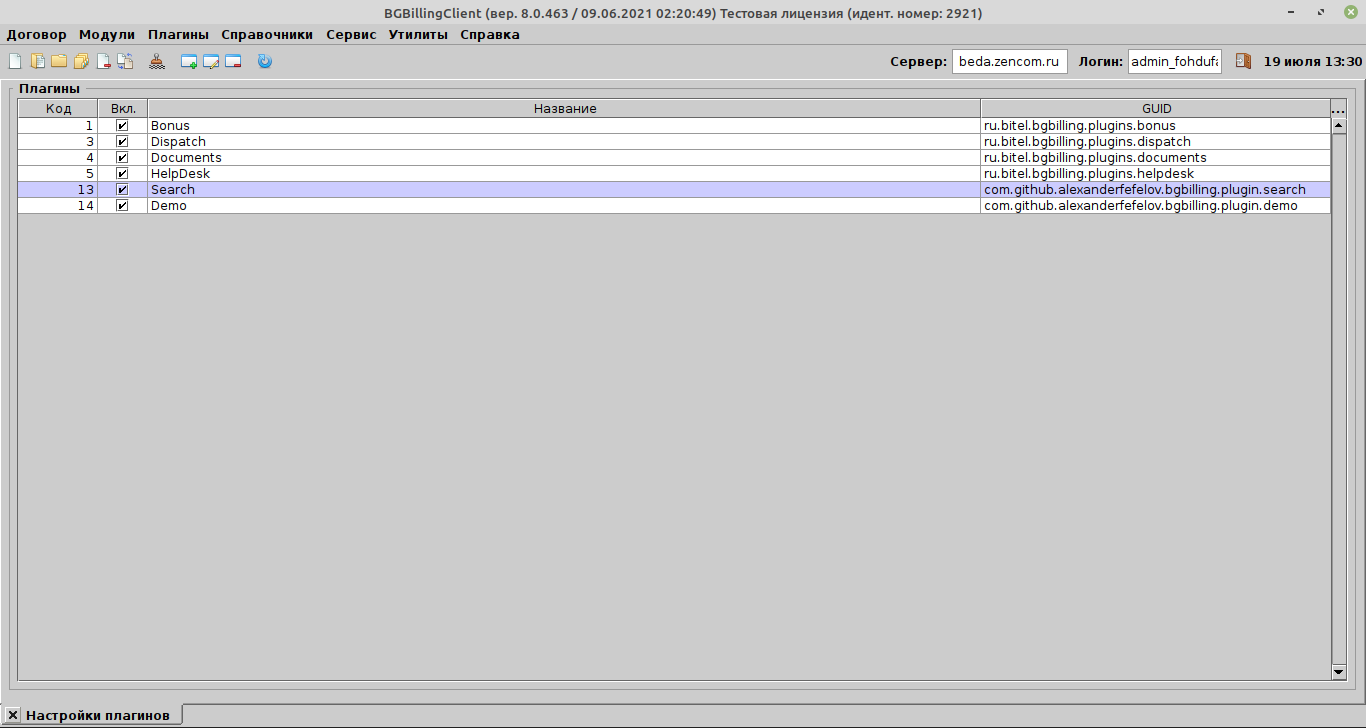 BGBillingClient (вер. 8.0.463 / 09.06.2021 02:20:49) Тестовая лицензия (идент. номер: 2921)
Договор Модули Плагины Справочники Сервис Утилиты Справка
Сервер: beda.zencom.ru Логин: admin_fohdufa 19 июля 13:30
Плагины
Код Вкл. Название GUID ...
1 Bonus ru.bitel.bgbilling.plugins.bonus
3 Dispatch ru.bitel.bgbilling.plugins.dispatch
4 Documents ru.bitel.bgbilling.plugins.documents
5 HelpDesk ru.bitel.bgbilling.plugins.helpdesk
13 Search com.github.alexanderfefelov.bgbilling.plugin.search
14 Demo com.github.alexanderfefelov.bgbilling.plugin.demo
Настройки плагинов